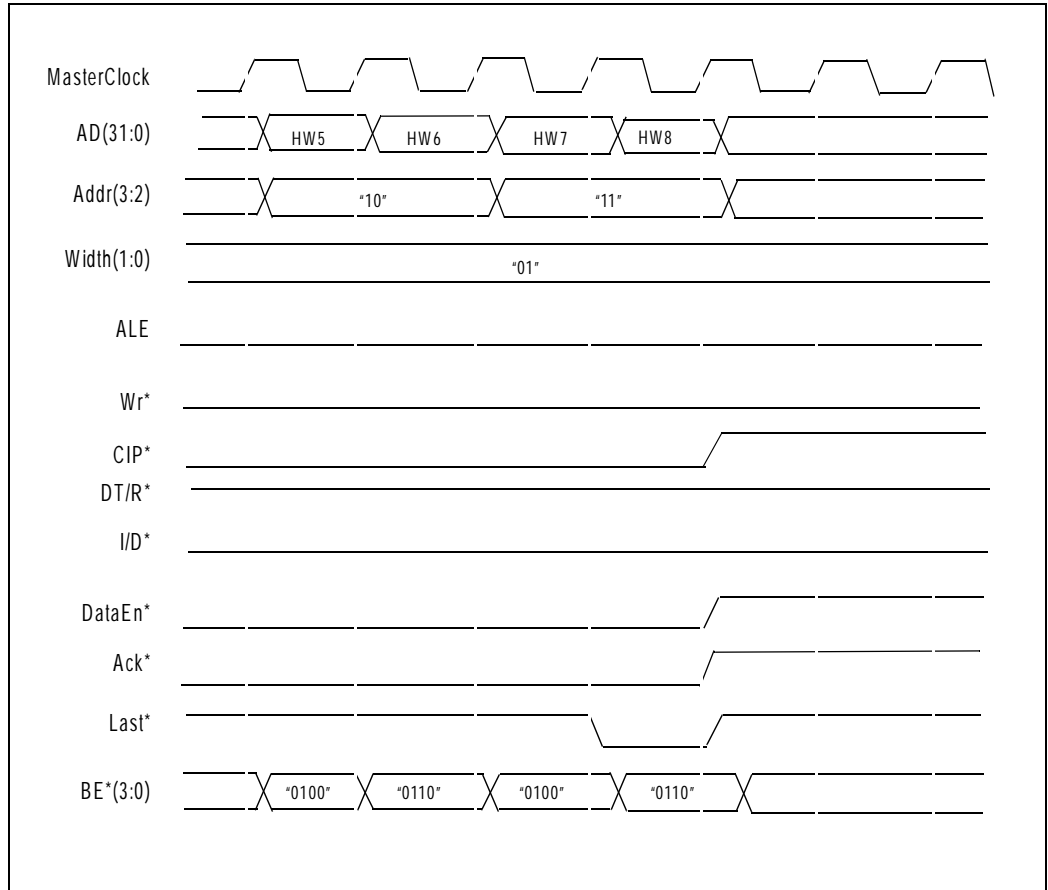 MasterClock
AD(31:0) HW5 HW6 HW7 HW8
Addr(3:2) "10" "11"
Width(1:0) "01"
ALE
Wr*
CIP*
DT/R*
I/D*
DataEn*
Ack*
Last*
BE*(3:0) "0100" "0110" "0100" "0110"